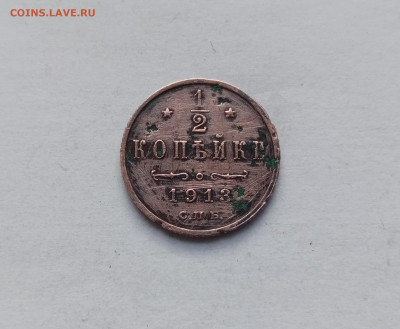 COINS.LAVE.RU
1/2
КОПѢЙКИ
1913
С.П.Б.